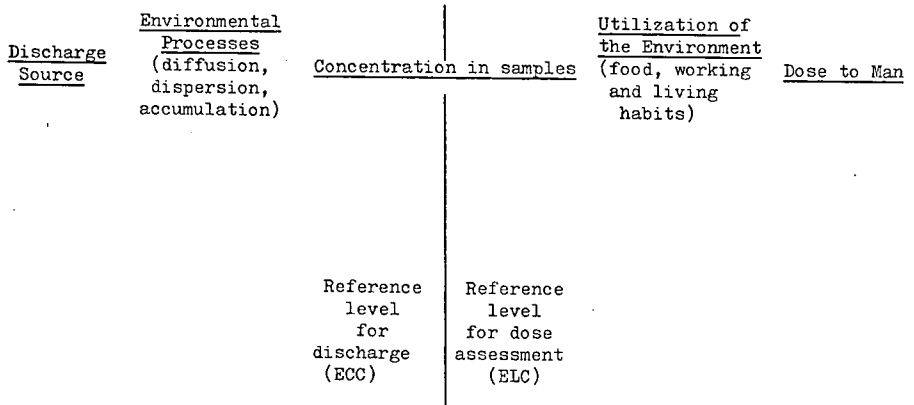 Discharge
Source
Environmental
Processes
(diffusion,
dispersion,
accumulation)
Concentration in samples
Utilization of
the Environment
(food, working
and living
habits)
Dose to Man
Reference
level
for
discharge
(ECC)
Reference
level
for dose
assessment
(ELC)